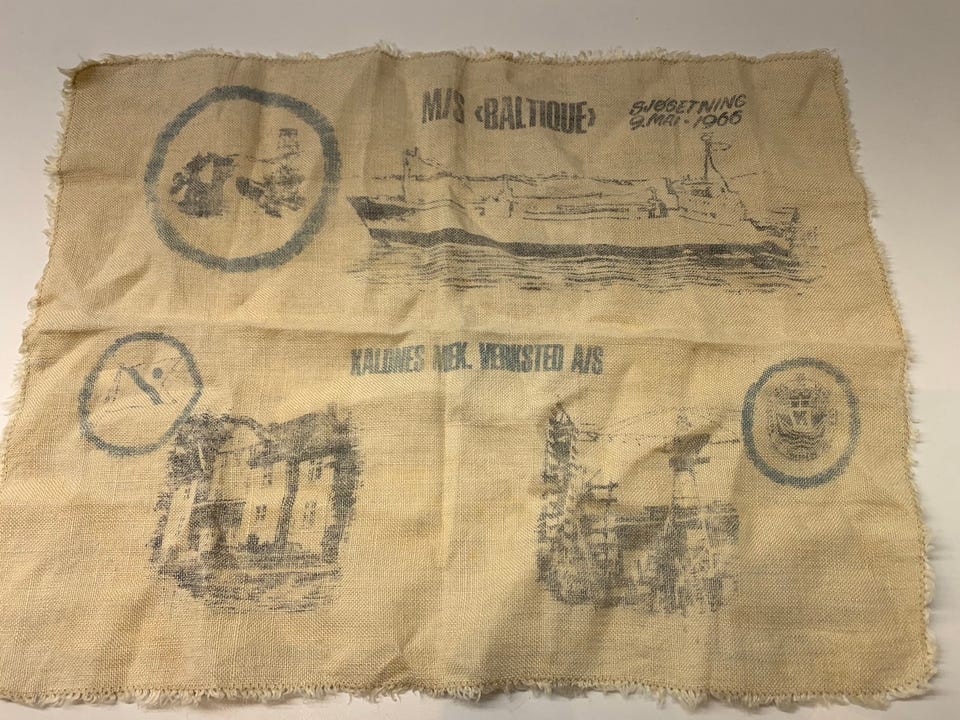 M/S <BALTIQUE>
SJØSETNING
9. MAI · 1966
KALDNES MEK. VERKSTED A/S